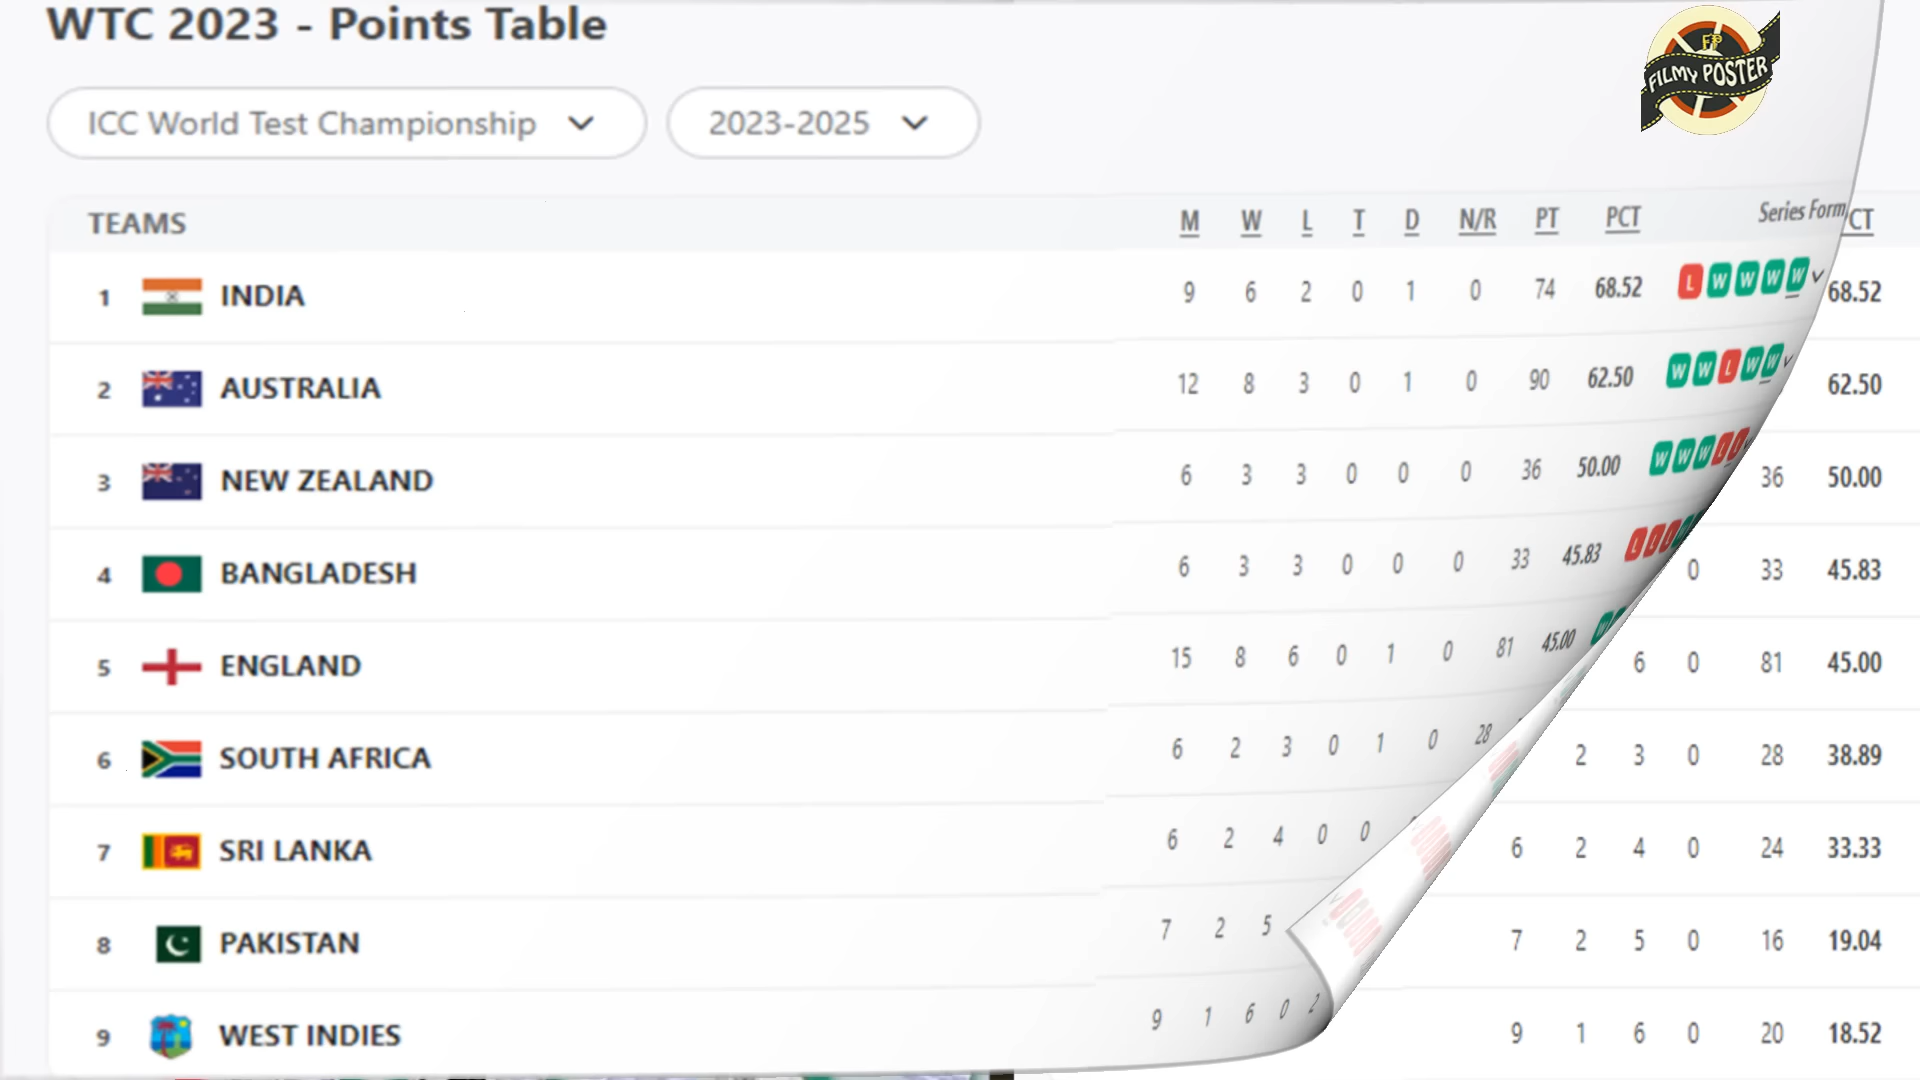 WTC 2023 - Points Table
FP
FILMY POSTER
ICC World Test Championship 2023-2025
TEAMS M W L T D N/R PT PCT Series Form CT
1 INDIA 9 6 2 0 1 0 74 68.52 L W W W W 68.52
2 AUSTRALIA 12 8 3 0 1 0 90 62.50 W W L W W 62.50
3 NEW ZEALAND 6 3 3 0 0 0 36 50.00 W W W L L 36 50.00
4 BANGLADESH 6 3 3 0 0 0 33 45.83 L L L 0 33 45.83
5 ENGLAND 15 8 6 0 1 0 81 45.00 W 6 0 81 45.00
6 SOUTH AFRICA 6 2 3 0 1 0 28 2 3 0 28 38.89
7 SRI LANKA 6 2 4 0 0 6 2 4 0 24 33.33
8 PAKISTAN 7 2 5 7 2 5 0 16 19.04
9 WEST INDIES 9 1 6 0 2 9 1 6 0 20 18.52